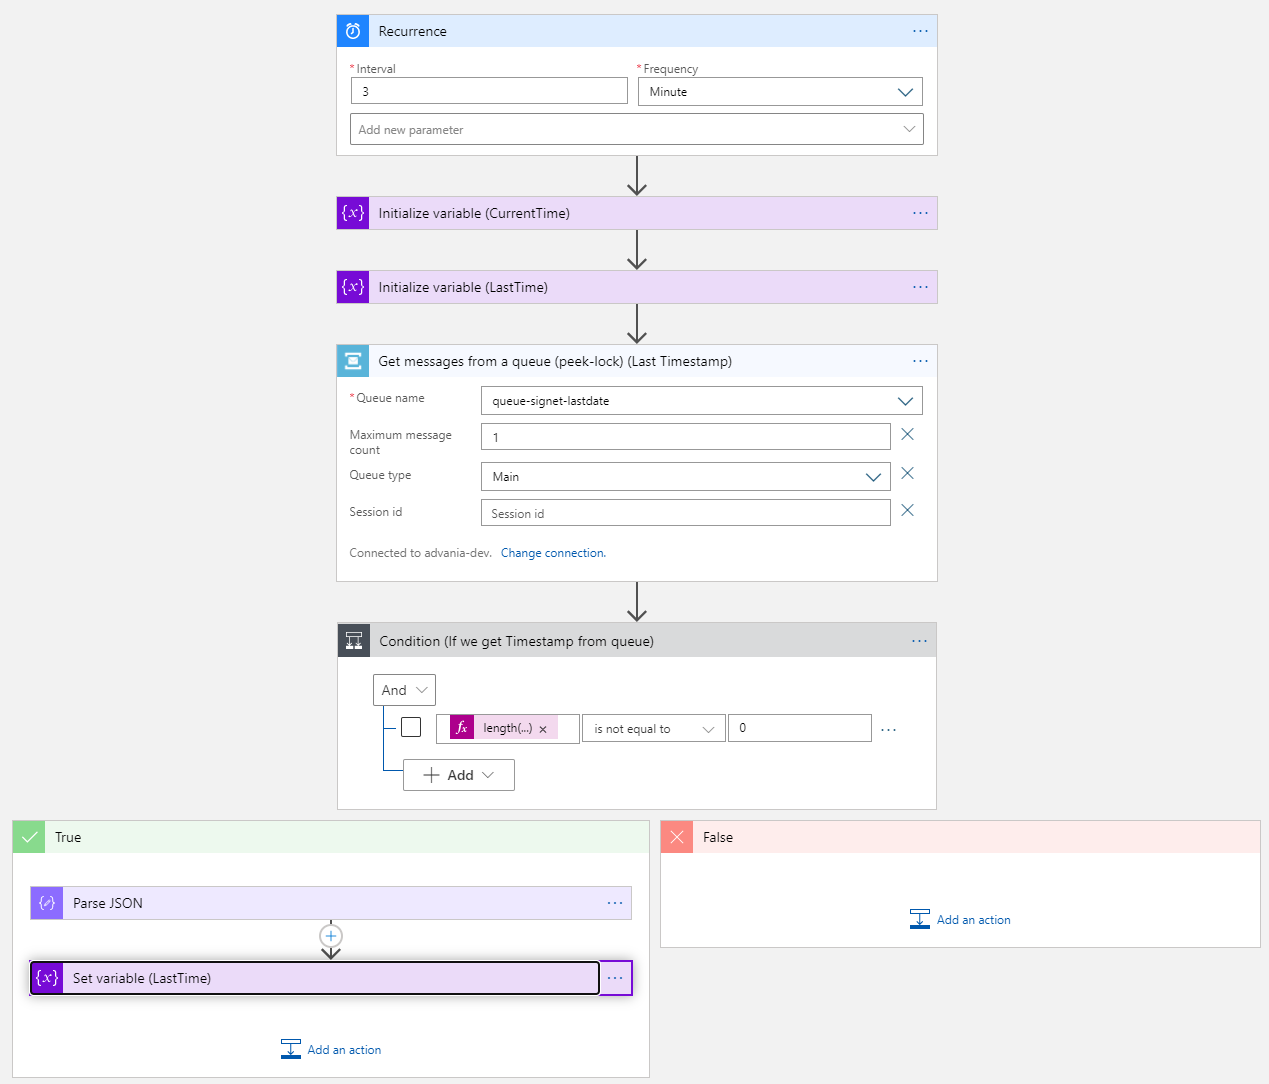 Recurrence
* Interval
* Frequency
3
Minute
Add new parameter
{x} Initialize variable (CurrentTime)
{x} Initialize variable (LastTime)
Get messages from a queue (peek-lock) (Last Timestamp)
* Queue name
queue-signet-lastdate
Maximum message count
1
Queue type
Main
Session id
Session id
Connected to advania-dev. Change connection.
Condition (If we get Timestamp from queue)
And
fx length(...) ×
is not equal to
0
+ Add
True
False
Parse JSON
Add an action
{x} Set variable (LastTime)
Add an action